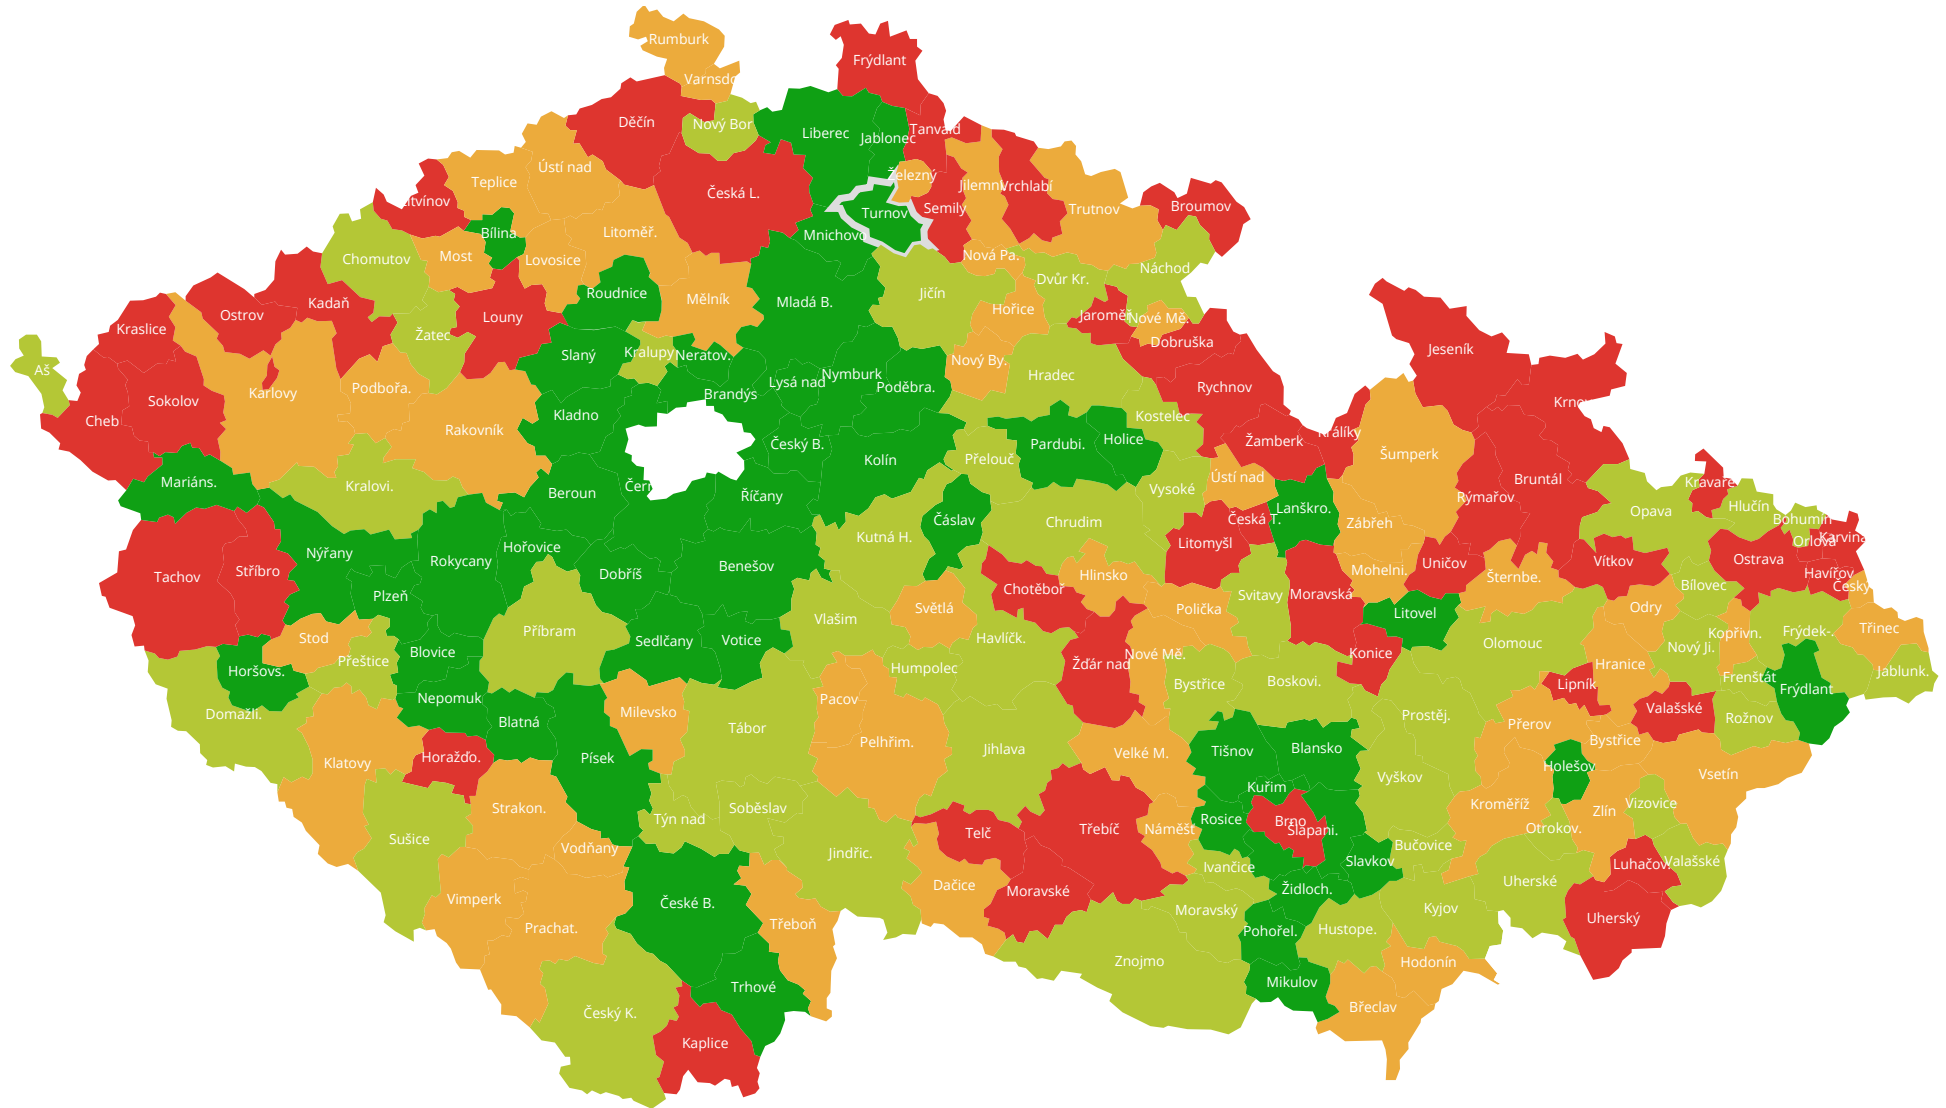 Rumburk
Varnsdo
Frýdlant
Děčín
Nový Bor
Liberec
Jablonec
Tanvald
Ústí nad
Teplice
Železný
Jilemni
Vrchlabí
Česká L.
itvínov
Semily
Turnov
Trutnov
Broumov
Bílina
Litoměř.
Mnichovo
Chomutov
Most
Lovosice
Nová Pa.
Náchod
Dvůr Kr.
Roudnice
Mělník
Mladá B.
Jičín
Kadaň
Ostrov
Louny
Hořice
Jaroměř
Nové Mě.
Kraslice
Žatec
Slaný
Kralupy
Neratov.
Dobruška
Jeseník
Aš
Nový By.
Hradec
Nymburk
Lysá nad
Poděbra.
Rychnov
Podbořa.
Karlovy
Brandýs
Sokolov
Krnov
Cheb
Kladno
Kostelec
Rakovník
Český B.
Pardubi.
Holice
Žamberk
Králíky
Šumperk
Kolín
Přelouč
Mariáns.
Kralovi.
Beroun
Čern
Říčany
Vysoké
Ústí nad
Bruntál
Rýmařov
Kravaře
Lanškro.
Hlučín
Opava
Čáslav
Chrudim
Česká T.
Zábřeh
Bohumín
Kutná H.
Litomyšl
Orlová
Karviná
Nýřany
Hořovice
Rokycany
Ostrava
Tachov
Stříbro
Dobříš
Benešov
Hlinsko
Chotěboř
Mohelni.
Uničov
Šternbe.
Vítkov
Havířov
Český
Plzeň
Svitavy
Moravská
Bílovec
Světlá
Polička
Litovel
Odry
Vlašim
Příbram
Stod
Sedlčany
Votice
Havlíčk.
Olomouc
Kopřivn.
Frýdek-.
Třinec
Blovice
Přeštice
Nové Mě.
Konice
Nový Ji.
Žďár nad
Hranice
Humpolec
Horšovs.
Jablunk.
Bystřice
Boskovi.
Lipník
Frenštát
Frýdlant
Nepomuk
Pacov
Valašské
Domažli.
Milevsko
Prostěj.
Rožnov
Blatná
Přerov
Tábor
Pelhřim.
Jihlava
Velké M.
Tišnov
Blansko
Bystřice
Horažďo.
Písek
Klatovy
Holešov
Vsetín
Vyškov
Kuřim
Strakon.
Soběslav
Kroměříž
Vizovice
Týn nad
Rosice
Brno
Zlín
Telč
Třebíč
Náměšť
Šlapani.
Otrokov.
Sušice
Vodňany
Jindřic.
Bučovice
Slavkov
Ivančice
Luhačov.
Valašské
Dačice
Uherské
Moravské
Židloch.
Vimperk
České B.
Moravský
Kyjov
Uherský
Prachat.
Třeboň
Pohořel.
Hustope.
Znojmo
Hodonín
Trhové
Mikulov
Český K.
Břeclav
Kaplice